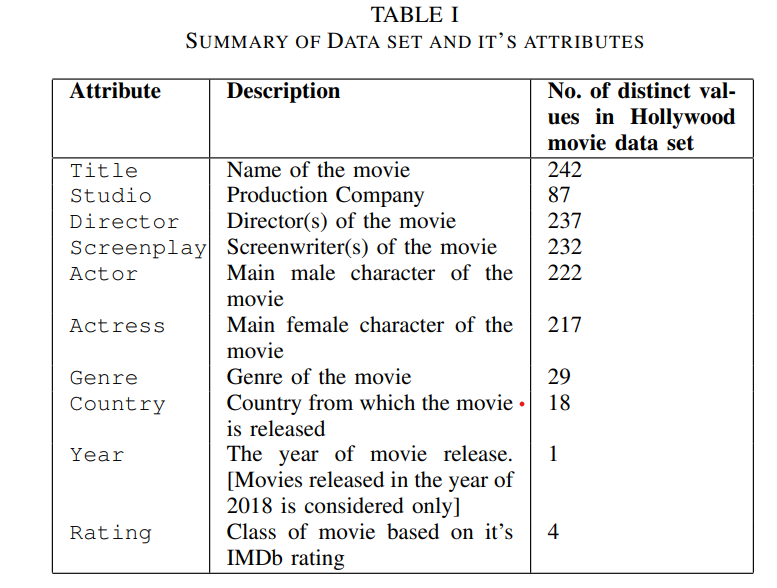 TABLE I
SUMMARY OF DATA SET AND IT'S ATTRIBUTES
Attribute Description No. of distinct val-
ues in Hollywood
movie data set
Title Name of the movie 242
Studio Production Company 87
Director Director(s) of the movie 237
Screenplay Screenwriter(s) of the movie 232
Actor Main male character of the 222
movie
Actress Main female character of the 217
movie
Genre Genre of the movie 29
Country Country from which the movie 18
is released
Year The year of movie release. 1
[Movies released in the year of
2018 is considered only]
Rating Class of movie based on it's 4
IMDb rating